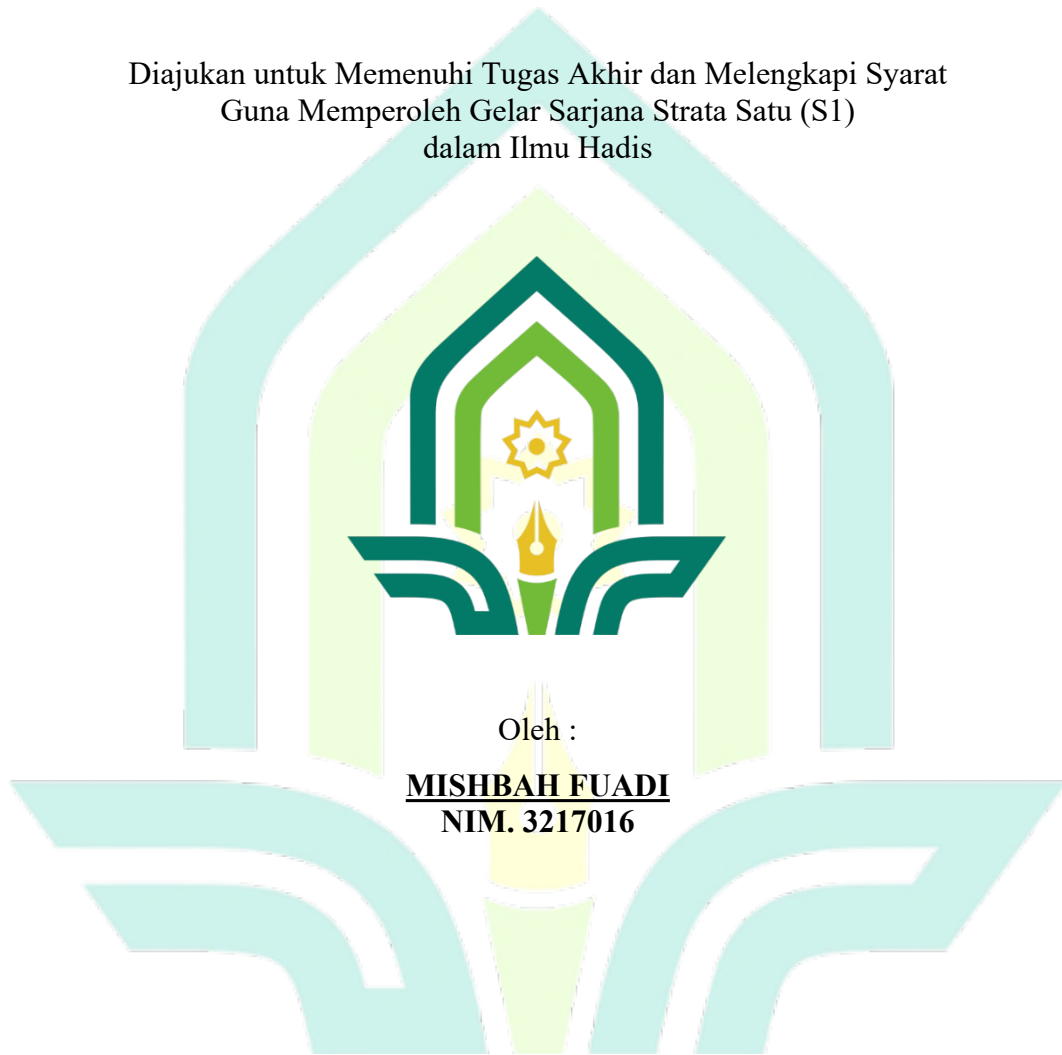 Diajukan untuk Memenuhi Tugas Akhir dan Melengkapi Syarat
Guna Memperoleh Gelar Sarjana Strata Satu (S1)
dalam Ilmu Hadis
Oleh :
MISHBAH FUADI
NIM. 3217016